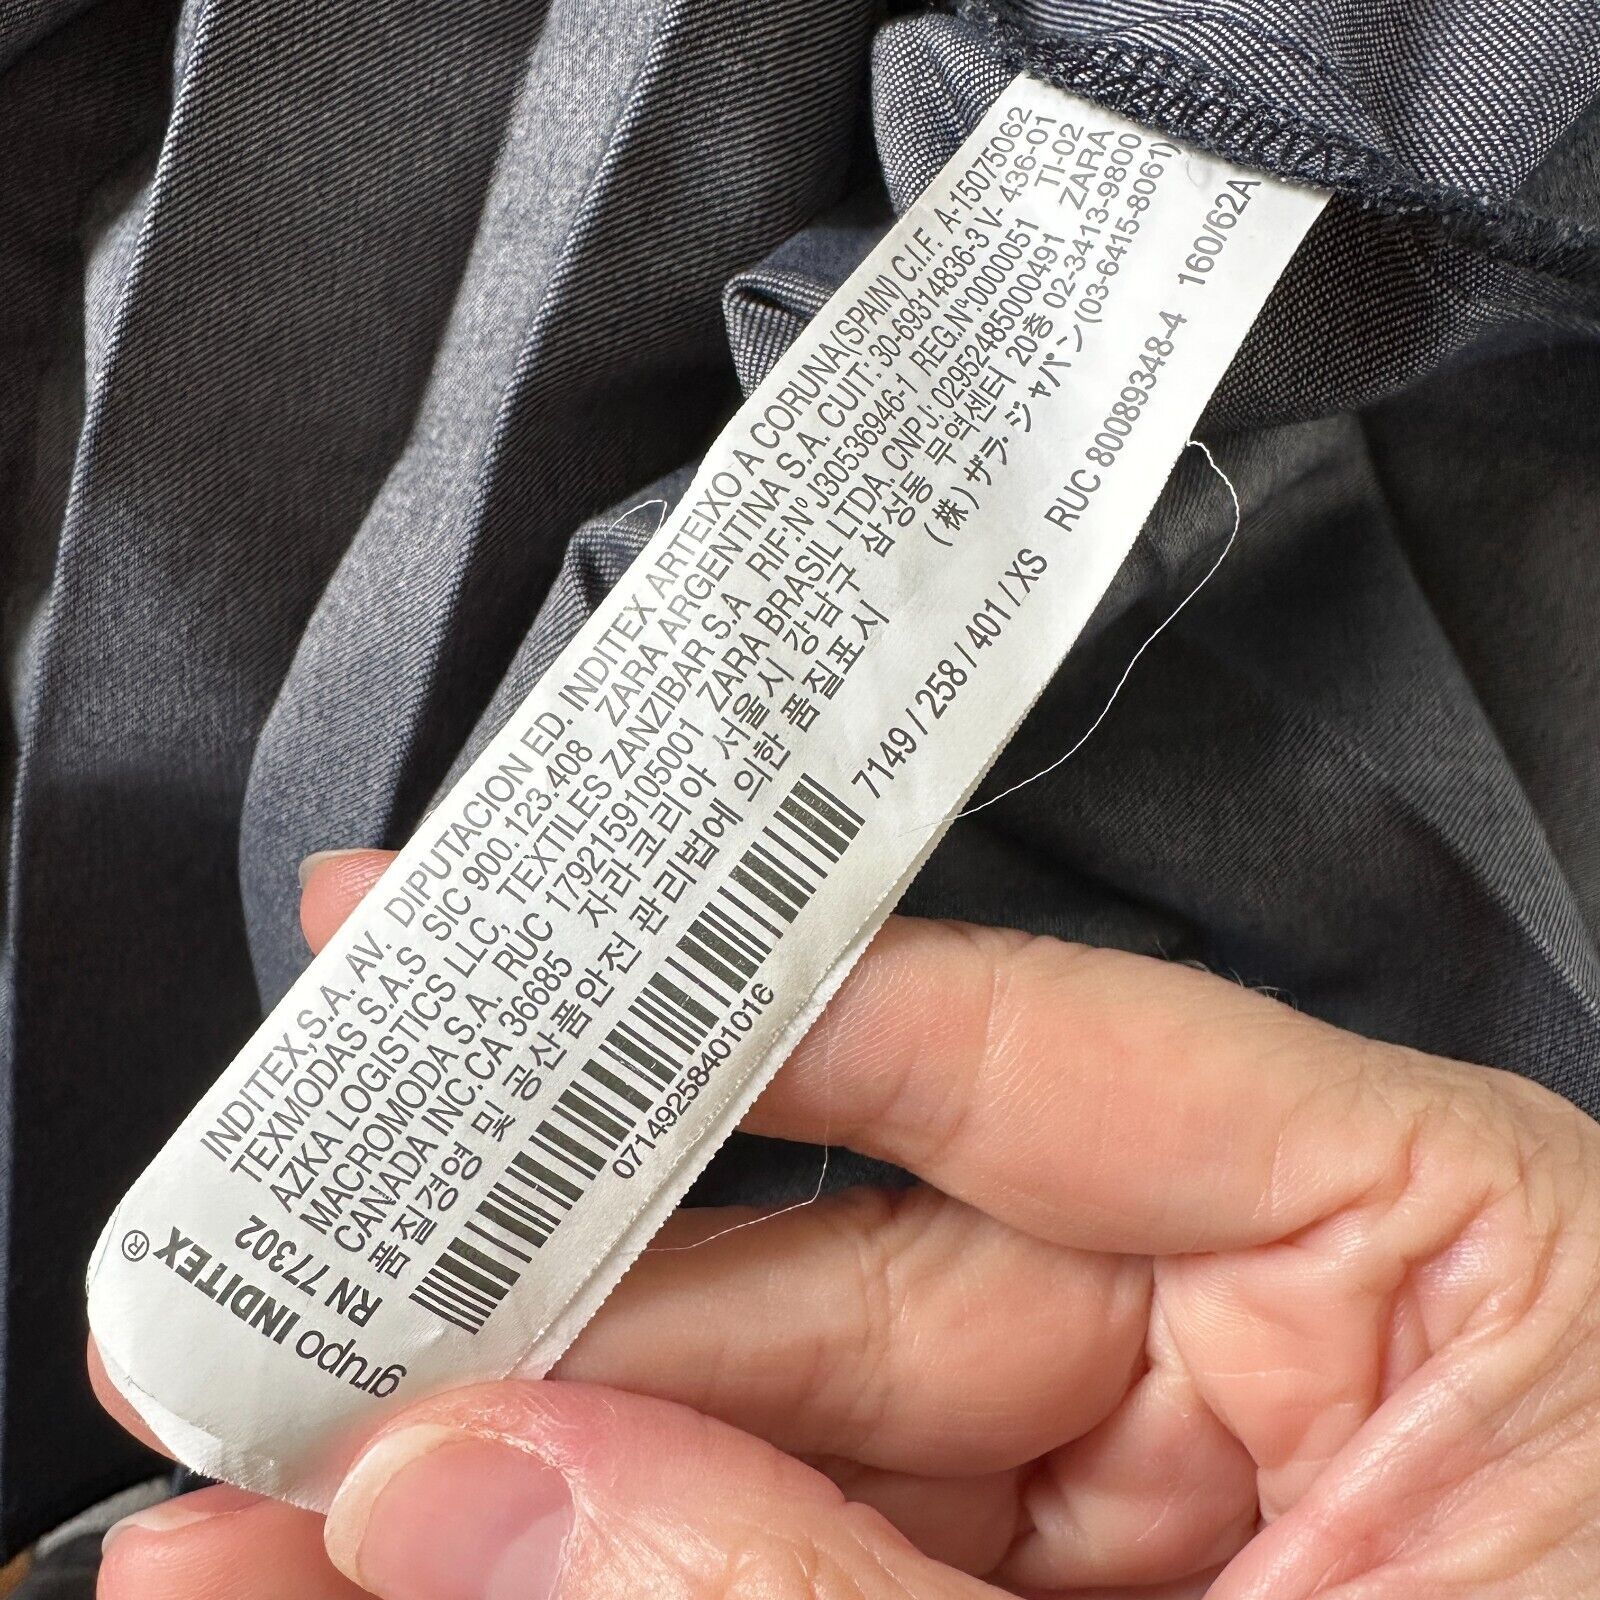 grupo INDITEX®
RN 77302
INDITEX,S.A. AV. DIPUTACION ED. INDITEX ARTEIXO A CORUNA(SPAIN) C.I.F. A-15075062
TEXMODAS S.A.S SIC 900.123.408 ZARA ARGENTINA S.A. CUIT: 30-69314836-3 V- 436-01
AZKA LOGISTICS LLC, TEXTILES ZANZIBAR S.A RIF:Nº J30536946-1 REG.Nº:0000051 TI-02
MACROMODA S.A. RUC 1792159105001 ZARA BRASIL LTDA. CNPJ: 02952485000491 ZARA
CANADA INC.CA 36685 자라코리아 서울시 강남구 삼성동 무역센터 20층 02-3413-9800
품질경영 및 공산품안전 관리법에 의한 품질표시 (株) ザラ・ジャパン(03-6415-8061)
7149 / 258 / 401 / XS RUC 80089348-4 160/62A
07149258401016